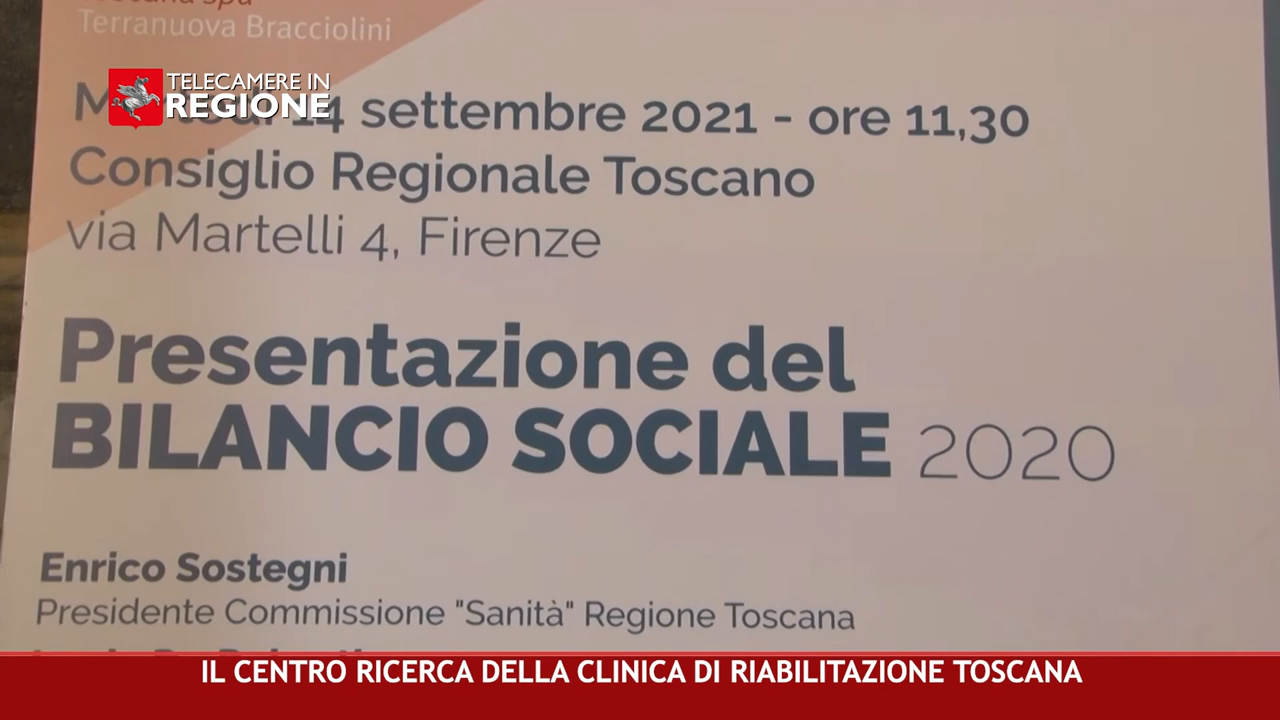 Toscana spa
Terranuova Bracciolini
TELECAMERE IN
REGIONE
14 settembre 2021 - ore 11,30
Consiglio Regionale Toscano
via Martelli 4, Firenze
Presentazione del
BILANCIO SOCIALE 2020
Enrico Sostegni
Presidente Commissione "Sanità" Regione Toscana
IL CENTRO RICERCA DELLA CLINICA DI RIABILITAZIONE TOSCANA